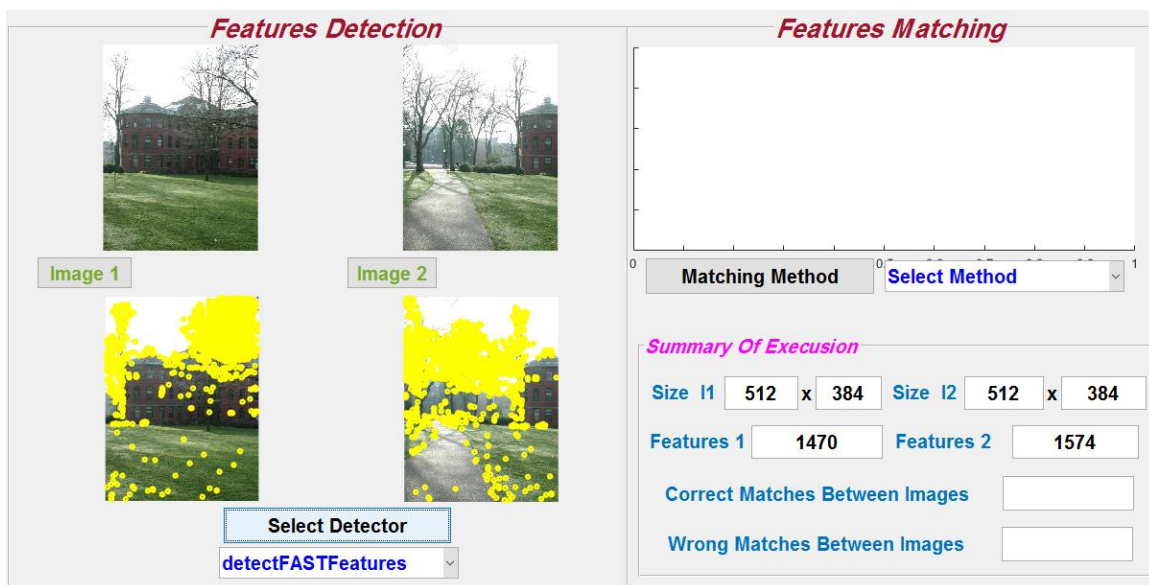 Features Detection
Features Matching
Image 1
Image 2
0
1
Matching Method
Select Method
Summary Of Execusion
Size I1 512 x 384 Size I2 512 x 384
Features 1 1470 Features 2 1574
Correct Matches Between Images
Wrong Matches Between Images
Select Detector
detectFASTFeatures